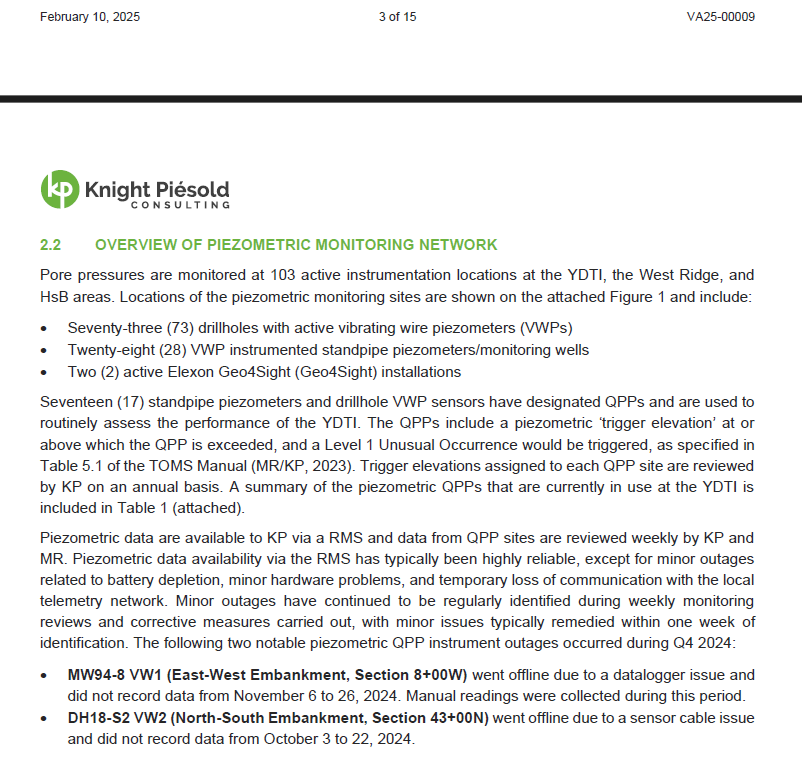 February 10, 2025 3 of 15 VA25-00009
kp Knight Piésold
CONSULTING
2.2 OVERVIEW OF PIEZOMETRIC MONITORING NETWORK
Pore pressures are monitored at 103 active instrumentation locations at the YDTI, the West Ridge, and
HsB areas. Locations of the piezometric monitoring sites are shown on the attached Figure 1 and include:
• Seventy-three (73) drillholes with active vibrating wire piezometers (VWPs)
• Twenty-eight (28) VWP instrumented standpipe piezometers/monitoring wells
• Two (2) active Elexon Geo4Sight (Geo4Sight) installations
Seventeen (17) standpipe piezometers and drillhole VWP sensors have designated QPPs and are used to
routinely assess the performance of the YDTI. The QPPs include a piezometric ‘trigger elevation’ at or
above which the QPP is exceeded, and a Level 1 Unusual Occurrence would be triggered, as specified in
Table 5.1 of the TOMS Manual (MR/KP, 2023). Trigger elevations assigned to each QPP site are reviewed
by KP on an annual basis. A summary of the piezometric QPPs that are currently in use at the YDTI is
included in Table 1 (attached).
Piezometric data are available to KP via a RMS and data from QPP sites are reviewed weekly by KP and
MR. Piezometric data availability via the RMS has typically been highly reliable, except for minor outages
related to battery depletion, minor hardware problems, and temporary loss of communication with the local
telemetry network. Minor outages have continued to be regularly identified during weekly monitoring
reviews and corrective measures carried out, with minor issues typically remedied within one week of
identification. The following two notable piezometric QPP instrument outages occurred during Q4 2024:
• MW94-8 VW1 (East-West Embankment, Section 8+00W) went offline due to a datalogger issue and
did not record data from November 6 to 26, 2024. Manual readings were collected during this period.
• DH18-S2 VW2 (North-South Embankment, Section 43+00N) went offline due to a sensor cable issue
and did not record data from October 3 to 22, 2024.